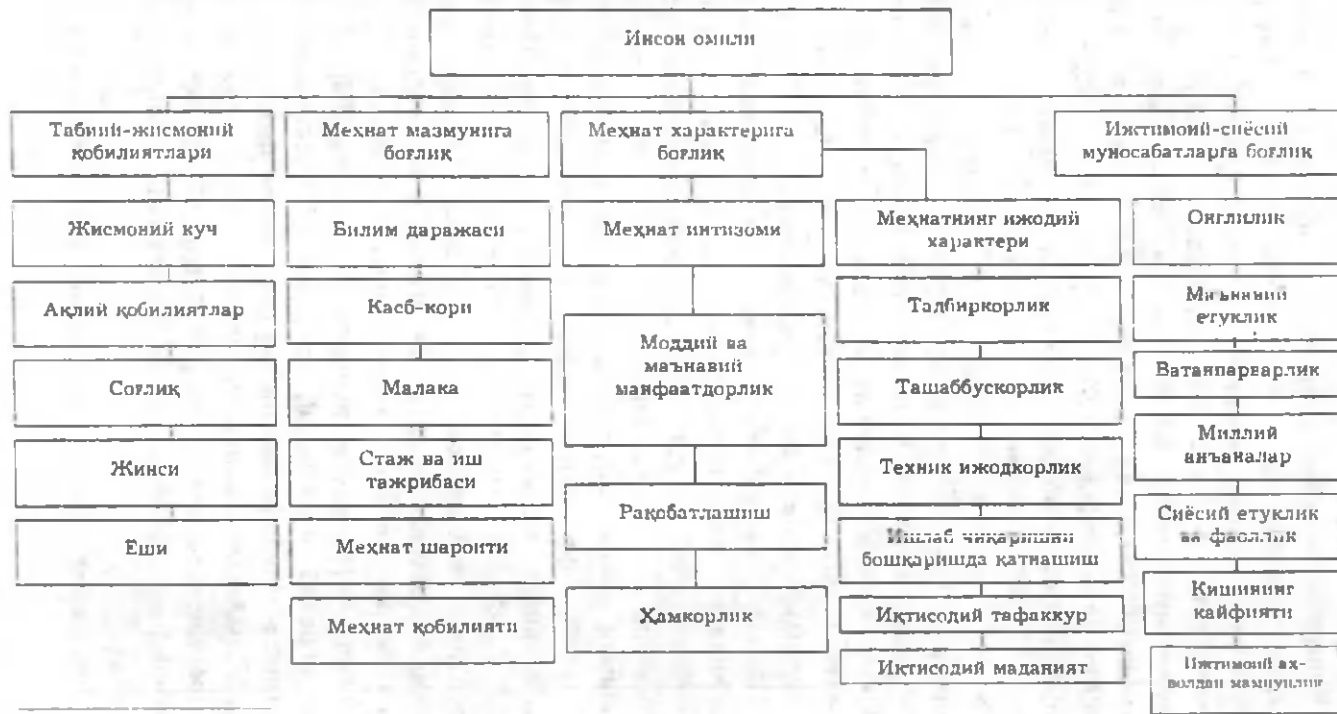 Инсон омили
Табиий-жисмоний
қобилиятлари
Жисмоний куч
Ақлий қобилиятлар
Соғлиқ
Жинси
Ёши
Меҳнат мазмунига
боғлиқ
Билим даражаси
Касб-кори
Малака
Стаж ва иш
тажрибаси
Меҳнат шароити
Меҳнат қобилияти
Меҳнат характерига
боғлиқ
Меҳнат интизоми
Моддий ва
маънавий
манфаатдорлик
Рақобатлашиш
Ҳамкорлик
Меҳнатнинг ижодий
характери
Тадбиркорлик
Ташаббускорлик
Техник ижодкорлик
Ишлаб чиқаришни
бошқаришда қатнашиш
Иқтисодий тафаккур
Иқтисодий маданият
Ижтимоий-сиёсий
муносабатларга боғлиқ
Онглилик
Маънавий
етуклик
Ватанпарварлик
Миллий
анъаналар
Сиёсий етуклик
ва фаоллик
Кишининг
кайфияти
Ижтимоий аҳ-
волдан мамнунлик